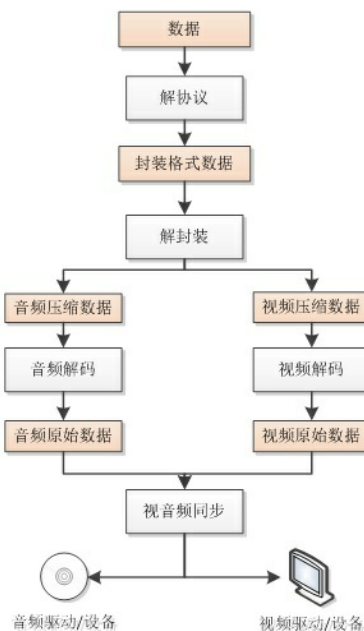 数据
解协议
封装格式数据
解封装
音频压缩数据
视频压缩数据
音频解码
视频解码
音频原始数据
视频原始数据
视音频同步
音频驱动/设备
视频驱动/设备